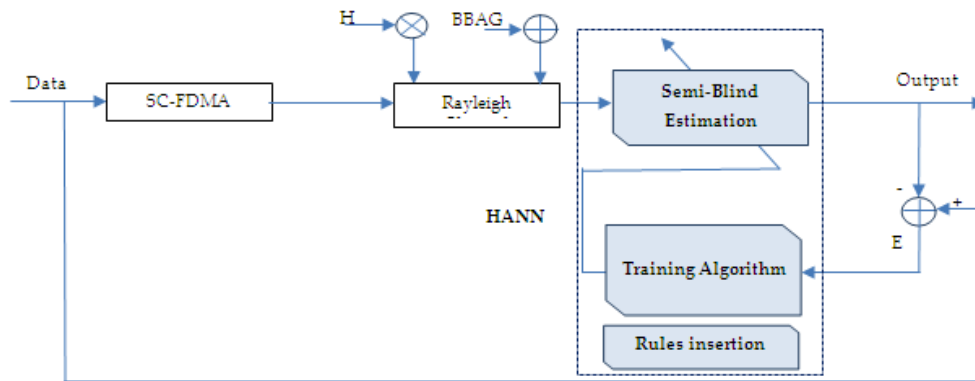 H
BBAG
Data
SC-FDMA
Rayleigh
Semi-Blind
Estimation
Output
HANN
-
+
E
Training Algorithm
Rules insertion